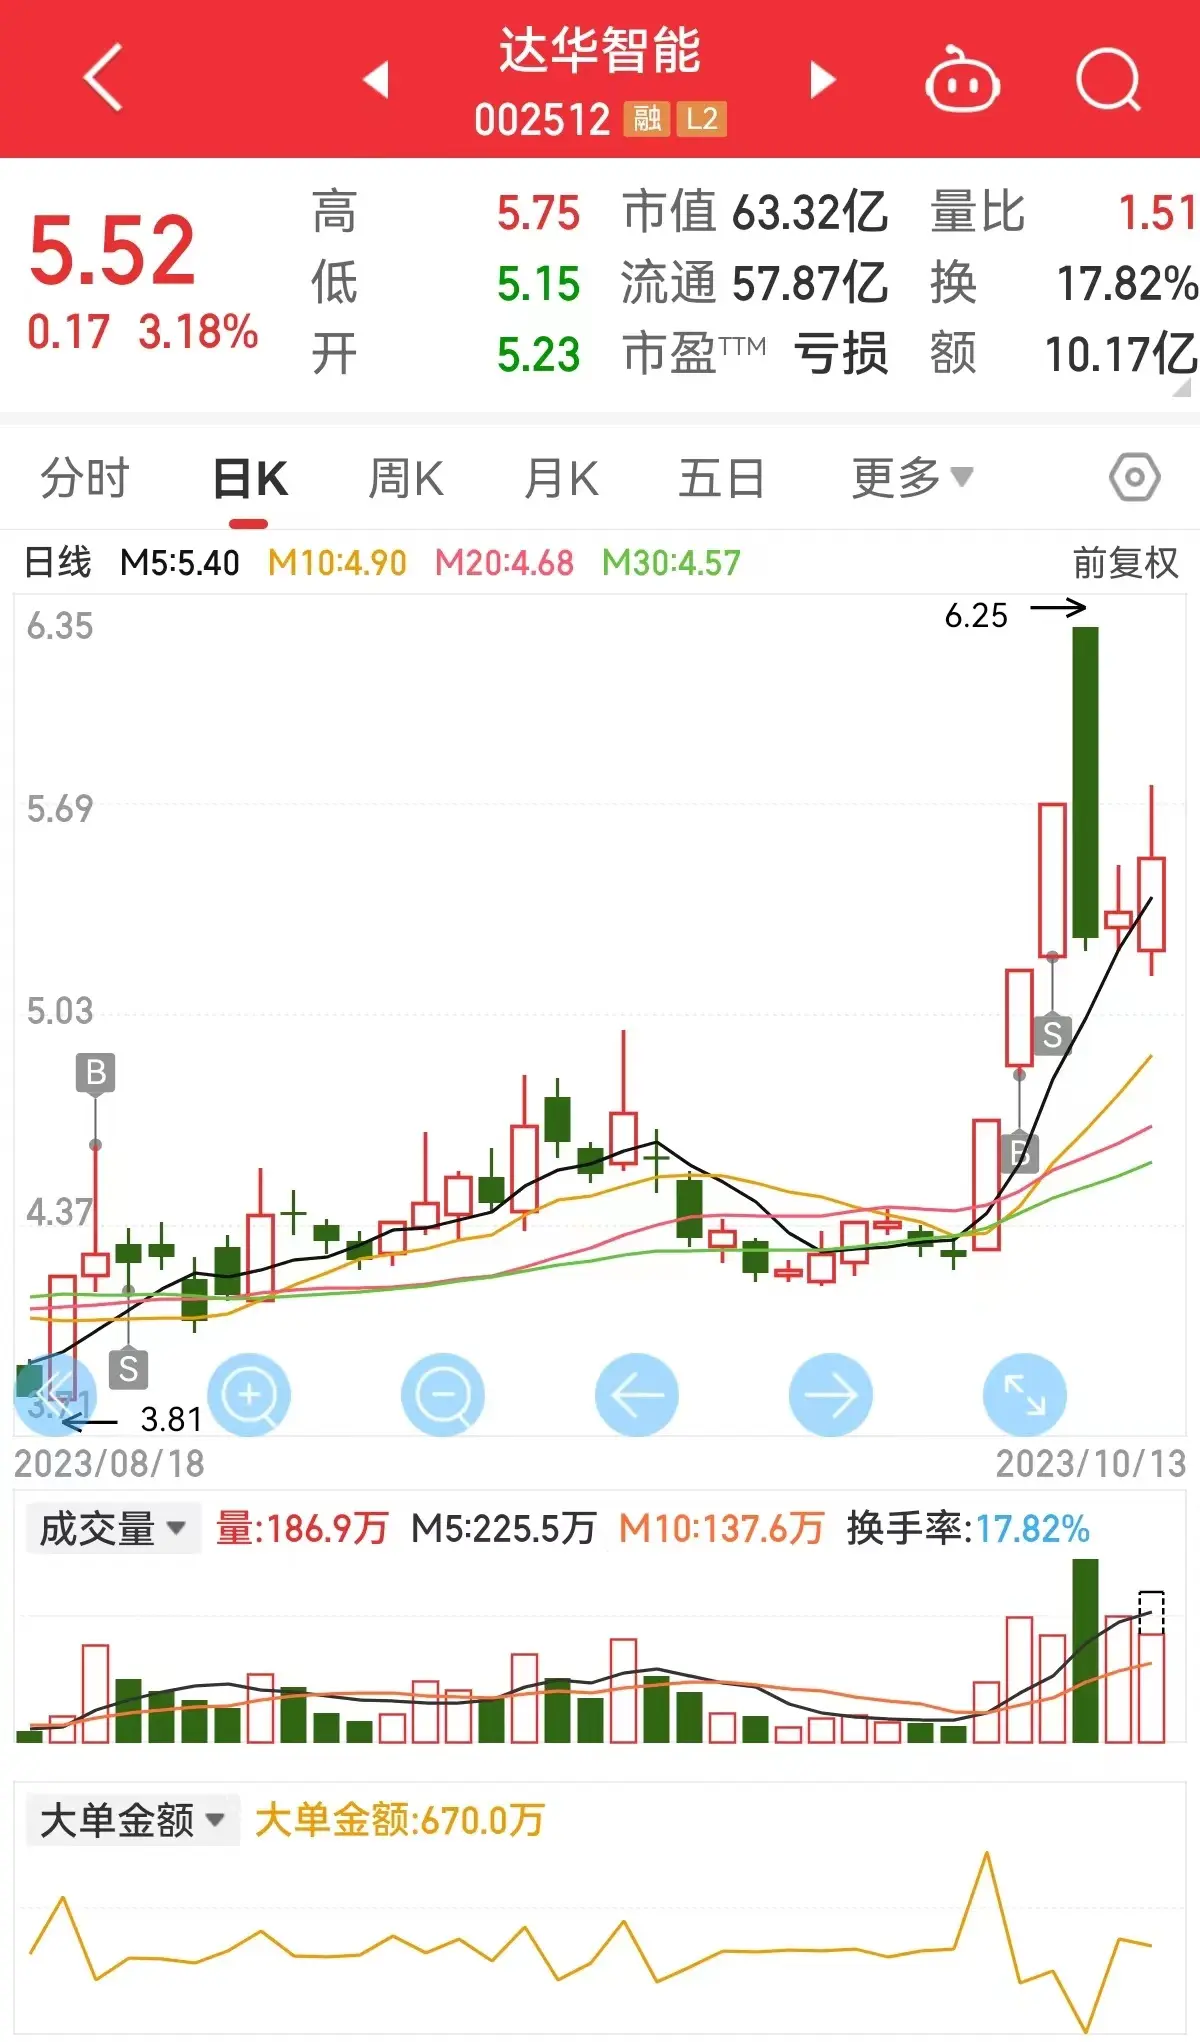 达华智能
002512 融 L2
5.52
0.17 3.18%
高 5.75 市值 63.32亿 量比 1.51
低 5.15 流通 57.87亿 换 17.82%
开 5.23 市盈TTM 亏损 额 10.17亿
分时 日K 周K 月K 五日 更多
日线 M5:5.40 M10:4.90 M20:4.68 M30:4.57 前复权
6.35
6.25
5.69
5.03
S
B
B
4.37
S
3.71
3.81
2023/08/18 2023/10/13
成交量 量:186.9万 M5:225.5万 M10:137.6万 换手率:17.82%
大单金额 大单金额:670.0万